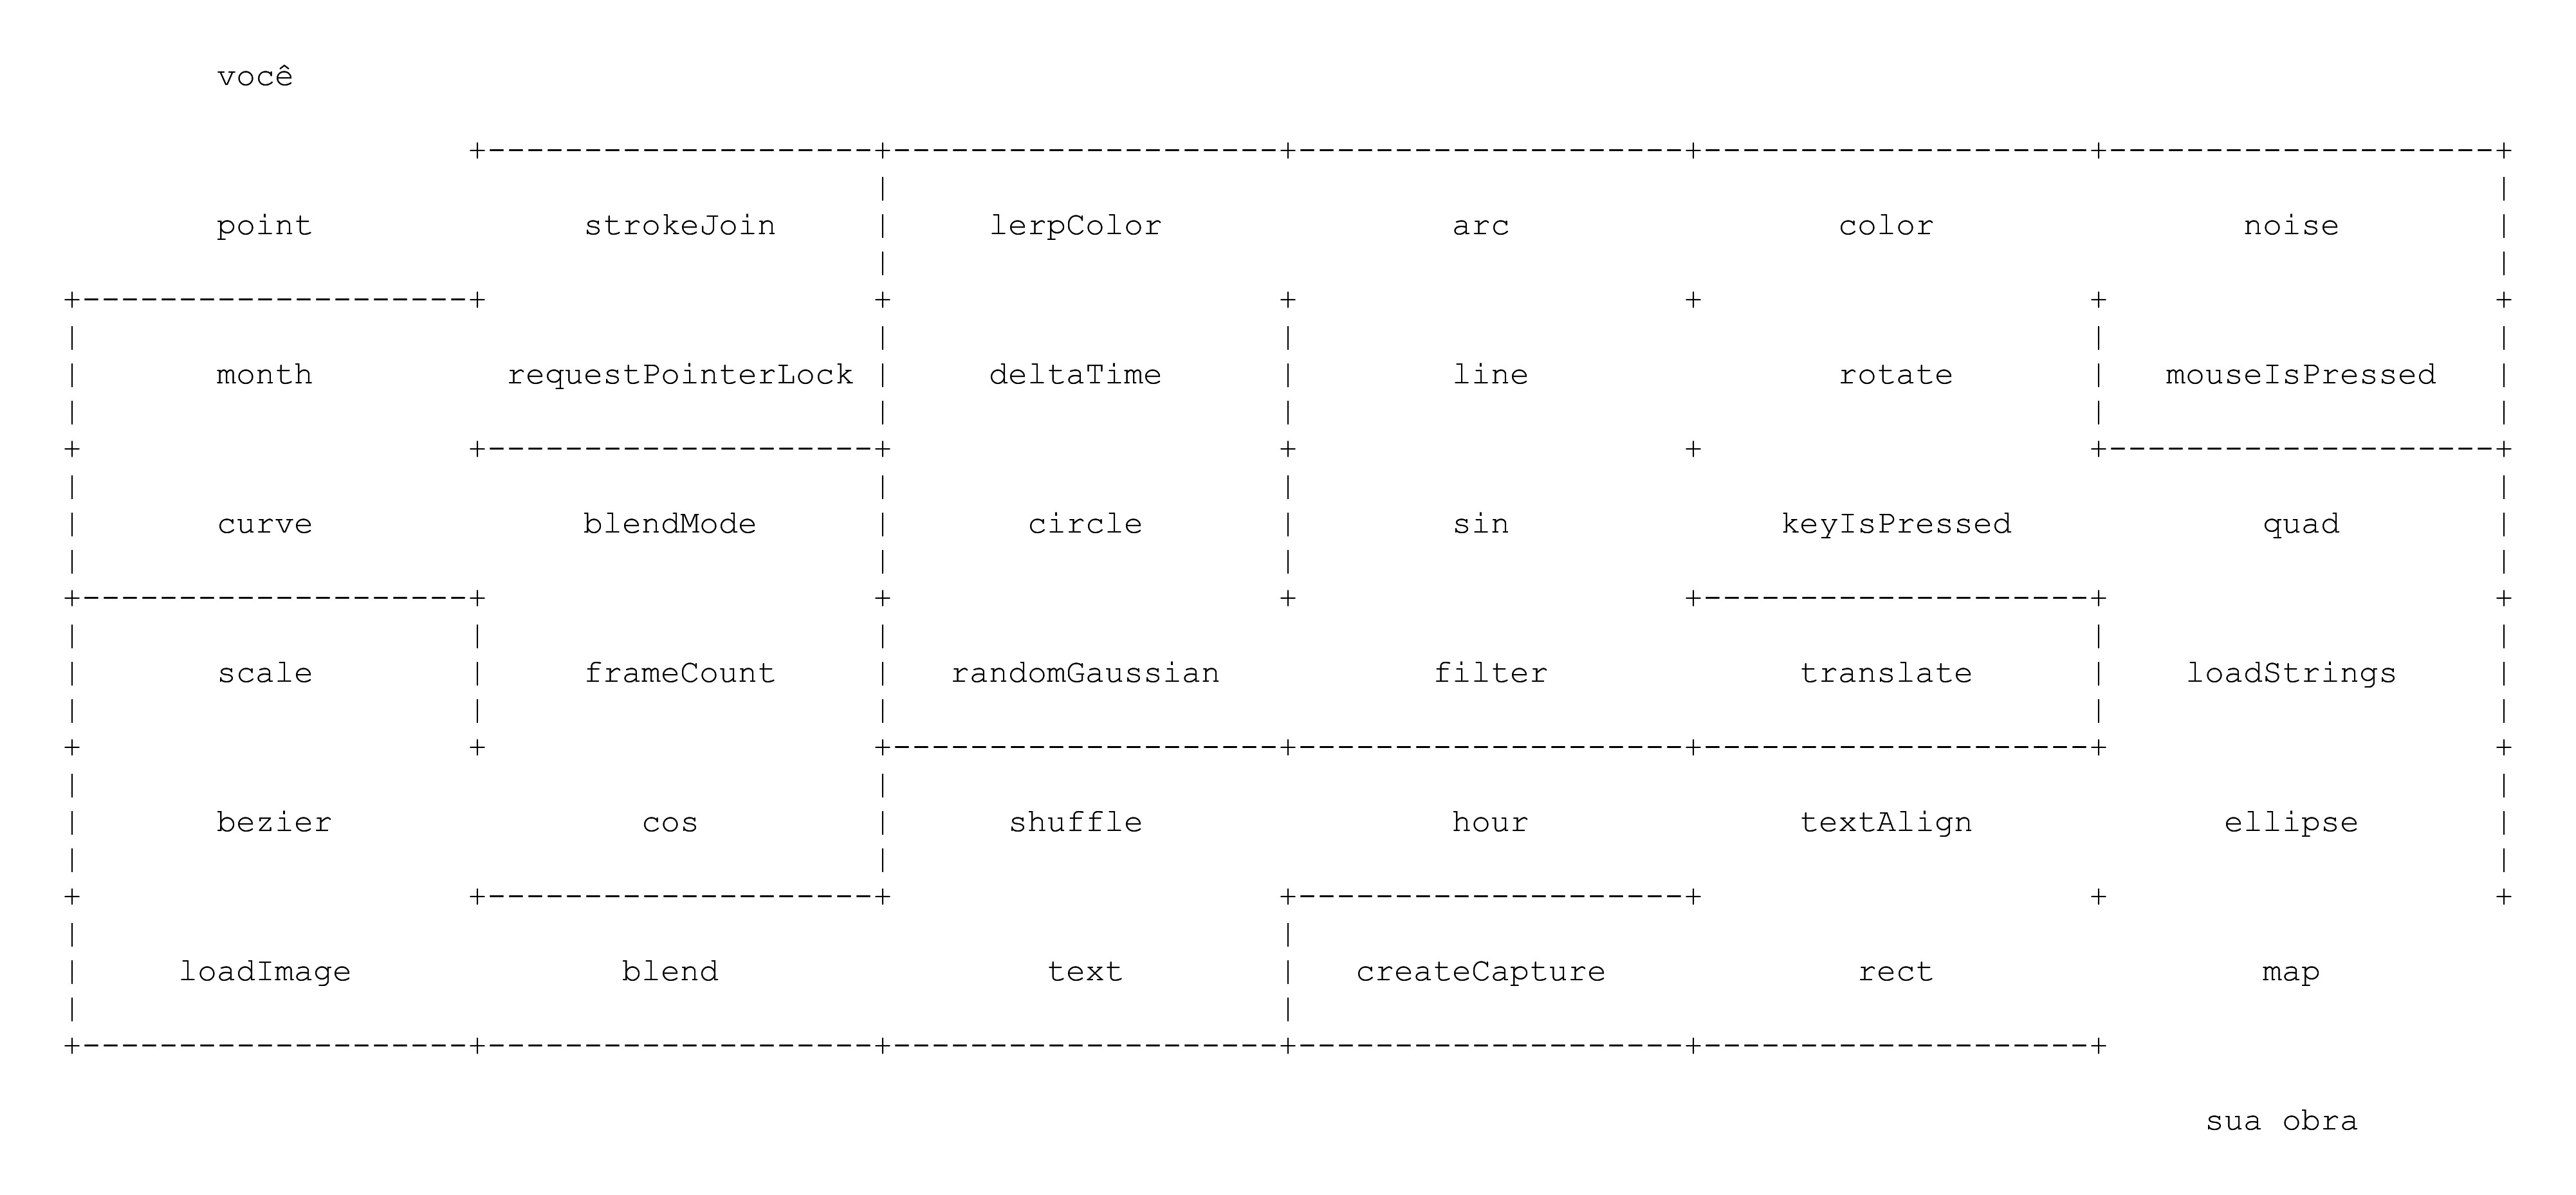 você
point strokeJoin lerpColor arc color noise
month requestPointerLock deltaTime line rotate mouseIsPressed
curve blendMode circle sin keyIsPressed quad
scale frameCount randomGaussian filter translate loadStrings
bezier cos shuffle hour textAlign ellipse
loadImage blend text createCapture rect map
sua obra